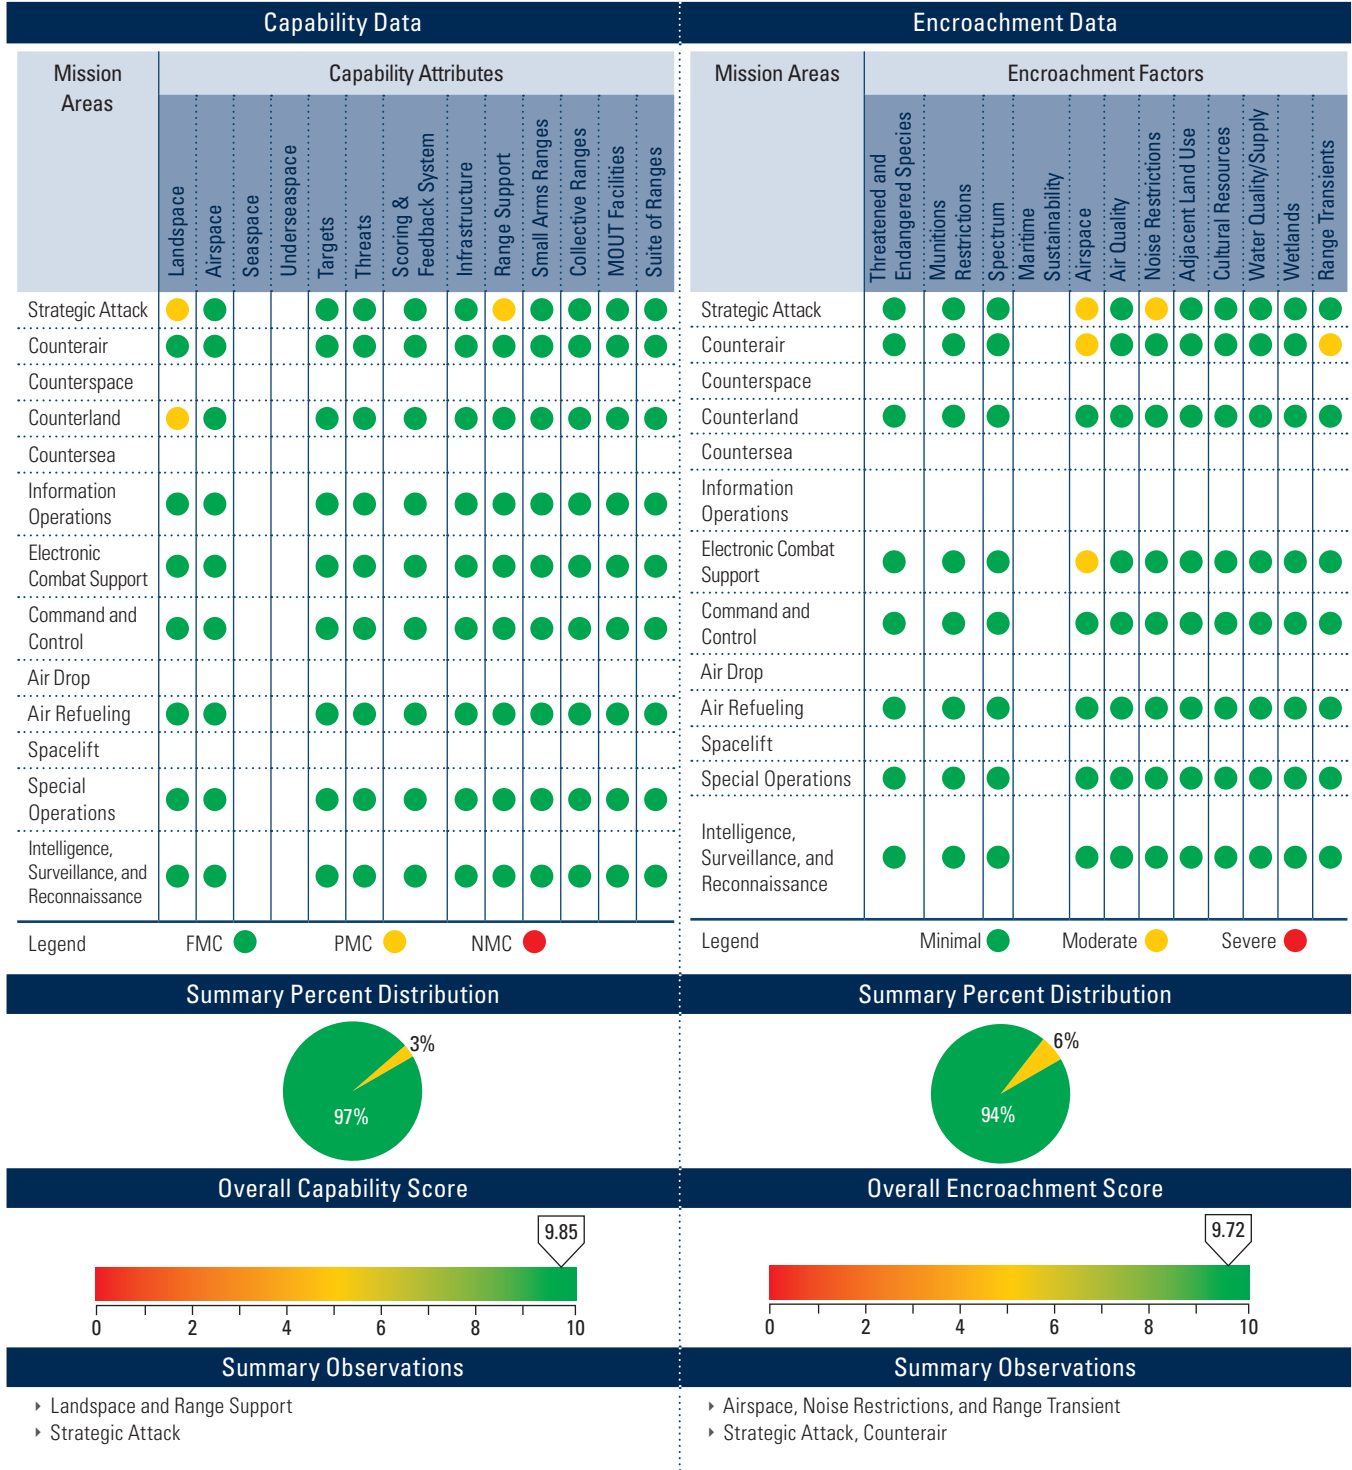 Capability Data
Mission
Areas
Capability Attributes
Landspace
Airspace
Seaspace
Underseaspace
Targets
Threats
Scoring &
Feedback System
Infrastructure
Range Support
Small Arms Ranges
Collective Ranges
MOUT Facilities
Suite of Ranges
Strategic Attack
Counterair
Counterspace
Counterland
Countersea
Information
Operations
Electronic
Combat Support
Command and
Control
Air Drop
Air Refueling
Spacelift
Special
Operations
Intelligence,
Surveillance, and
Reconnaissance
Legend
FMC
PMC
NMC
Summary Percent Distribution
3%
97%
Overall Capability Score
9.85
0 2 4 6 8 10
Summary Observations
‣ Landspace and Range Support
‣ Strategic Attack
Encroachment Data
Mission Areas
Encroachment Factors
Threatened and
Endangered Species
Munitions
Restrictions
Spectrum
Maritime
Sustainability
Airspace
Air Quality
Noise Restrictions
Adjacent Land Use
Cultural Resources
Water Quality/Supply
Wetlands
Range Transients
Strategic Attack
Counterair
Counterspace
Counterland
Countersea
Information
Operations
Electronic Combat
Support
Command and
Control
Air Drop
Air Refueling
Spacelift
Special Operations
Intelligence,
Surveillance, and
Reconnaissance
Legend
Minimal
Moderate
Severe
Summary Percent Distribution
6%
94%
Overall Encroachment Score
9.72
0 2 4 6 8 10
Summary Observations
‣ Airspace, Noise Restrictions, and Range Transient
‣ Strategic Attack, Counterair